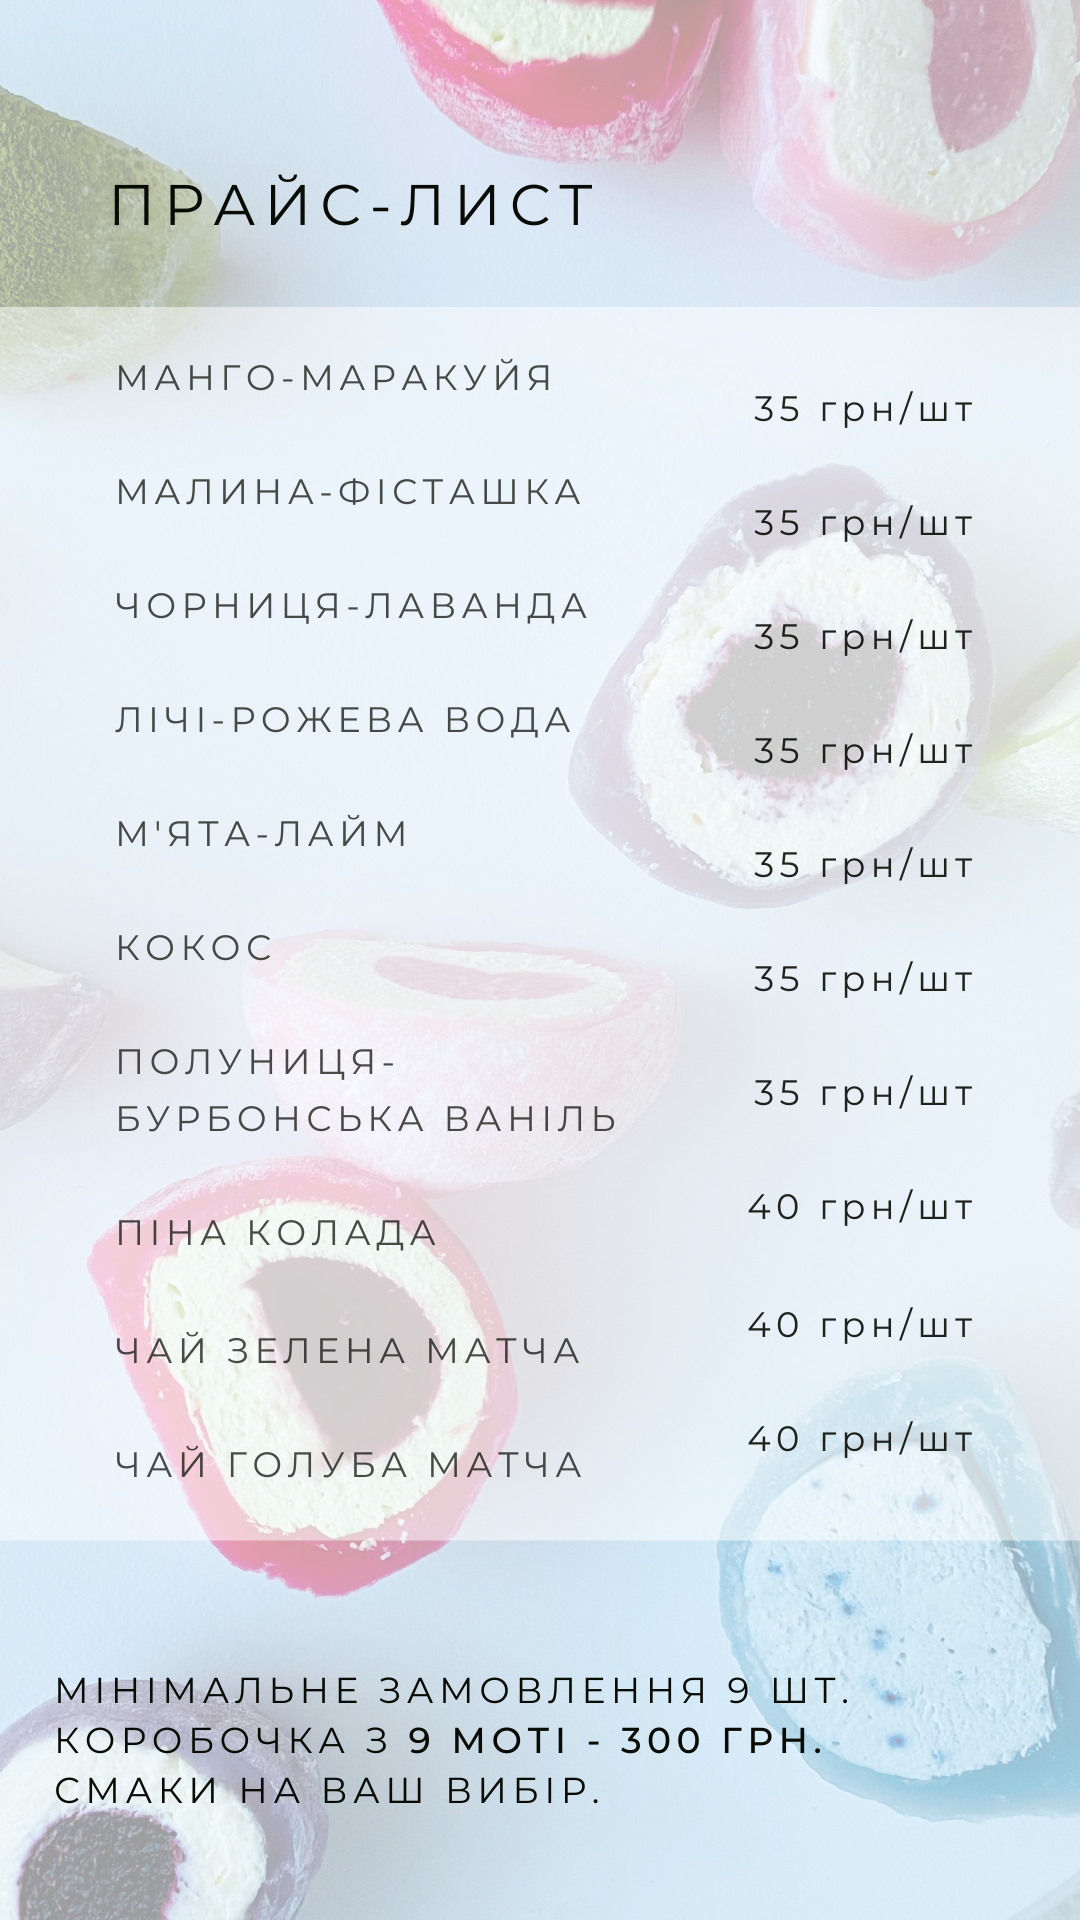 ПРАЙС-ЛИСТ
МАНГО-МАРАКУЙЯ
35 грн/шт
МАЛИНА-ФІСТАШКА
35 грн/шт
ЧОРНИЦЯ-ЛАВАНДА
35 грн/шт
ЛІЧІ-РОЖЕВА ВОДА
35 грн/шт
М'ЯТА-ЛАЙМ
35 грн/шт
КОКОС
35 грн/шт
ПОЛУНИЦЯ-
БУРБОНСЬКА ВАНІЛЬ
35 грн/шт
ПІНА КОЛАДА
40 грн/шт
ЧАЙ ЗЕЛЕНА МАТЧА
40 грн/шт
ЧАЙ ГОЛУБА МАТЧА
40 грн/шт
МІНІМАЛЬНЕ ЗАМОВЛЕННЯ 9 ШТ.
КОРОБОЧКА З 9 МОТІ - 300 ГРН.
СМАКИ НА ВАШ ВИБІР.